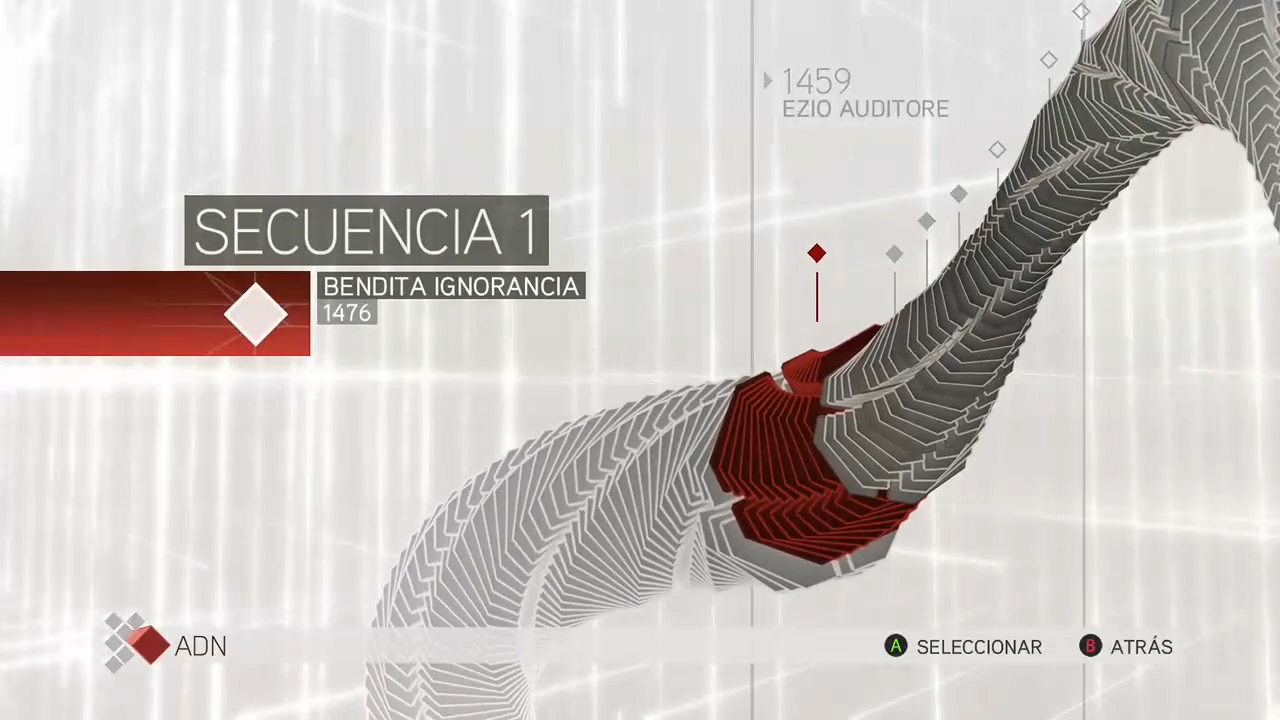 1459
EZIO AUDITORE
SECUENCIA 1
BENDITA IGNORANCIA
1476
ADN
A SELECCIONAR
B ATRÁS